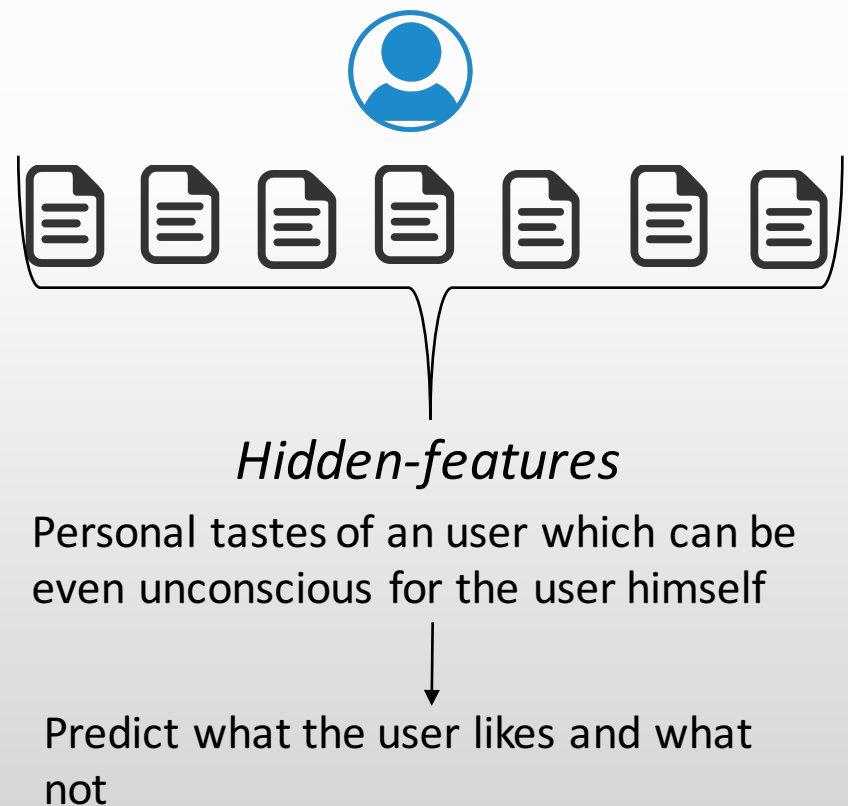 Hidden-features
Personal tastes of an user which can be
even unconscious for the user himself
Predict what the user likes and what
not